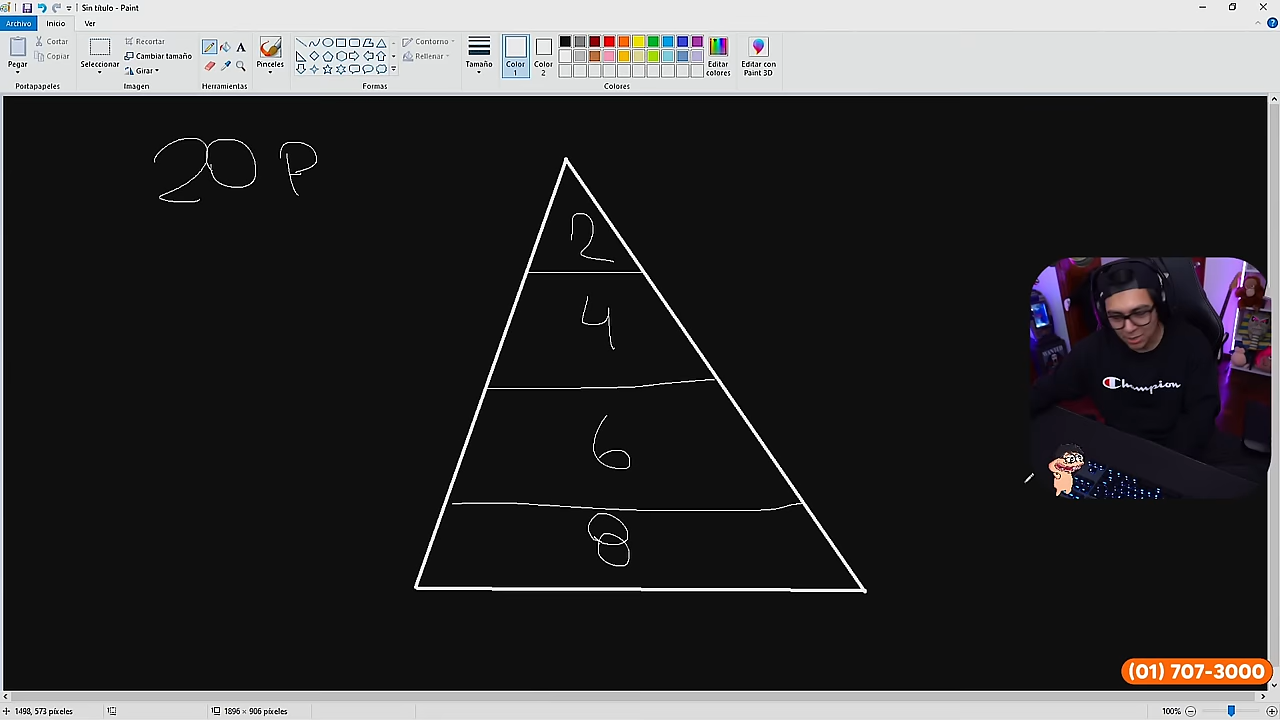 Sin título - Paint
Archivo Inicio Ver
Pegar
Cortar
Copiar
Portapapeles
Seleccionar
Recortar
Cambiar tamaño
Girar
Imagen
A
Herramientas
Pinceles
Contorno
Rellenar
Formas
Tamaño
Color 1
Color 2
Editar colores
Colores
Editar con Paint 3D
20 P
2
4
6
8
Champion
(01) 707-3000
1498, 573 píxeles
1896 × 906 píxeles
100%